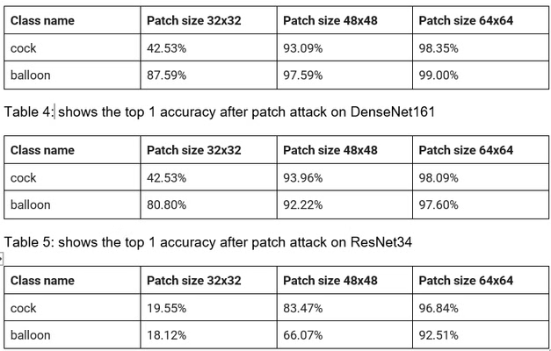 Class name Patch size 32x32 Patch size 48x48 Patch size 64x64
cock 42.53% 93.09% 98.35%
balloon 87.59% 97.59% 99.00%
Table 4: shows the top 1 accuracy after patch attack on DenseNet161
Class name Patch size 32x32 Patch size 48x48 Patch size 64x64
cock 42.53% 93.96% 98.09%
balloon 80.80% 92.22% 97.60%
Table 5: shows the top 1 accuracy after patch attack on ResNet34
Class name Patch size 32x32 Patch size 48x48 Patch size 64x64
cock 19.55% 83.47% 96.84%
balloon 18.12% 66.07% 92.51%